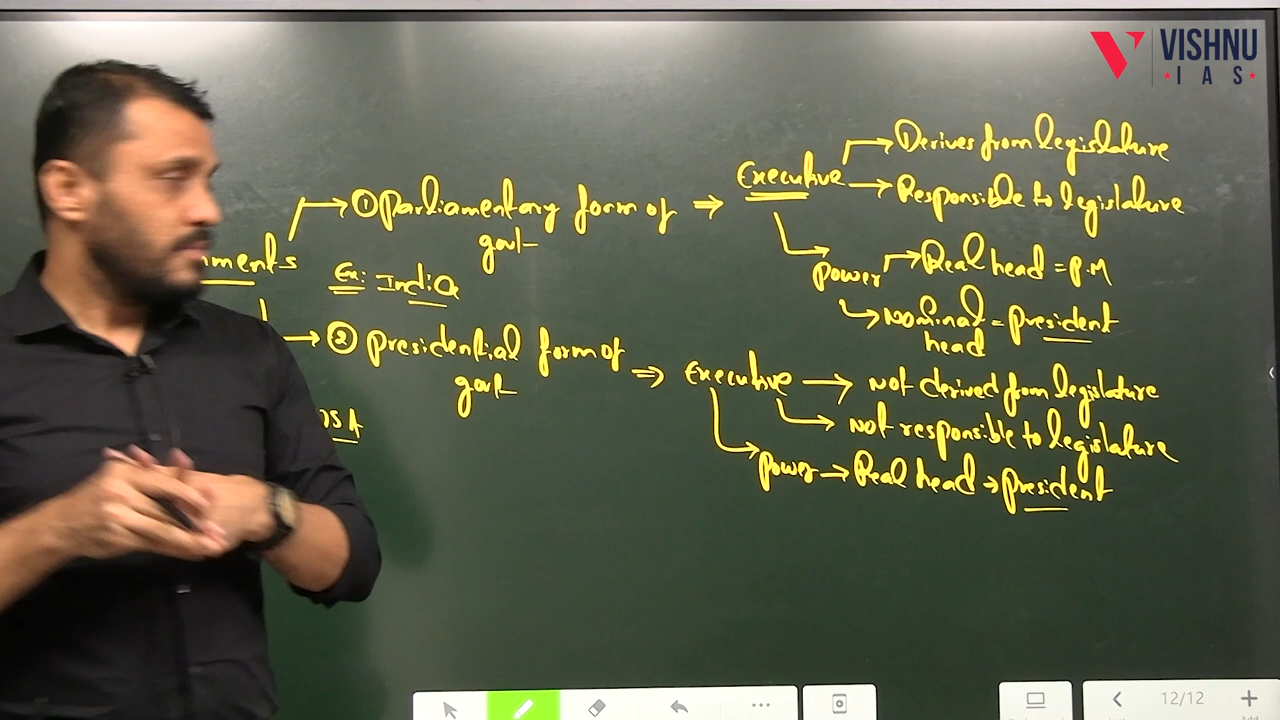 VISHNU
IAS
① Parliamentary form of
govt
Ex: India
② Presidential form of
govt
Executive
Derives from legislature
Responsible to legislature
Power
Real head = P.M
Nominal = president
head
Executive
not derived from legislature
not responsible to legislature
Power → Real head → president
12/12